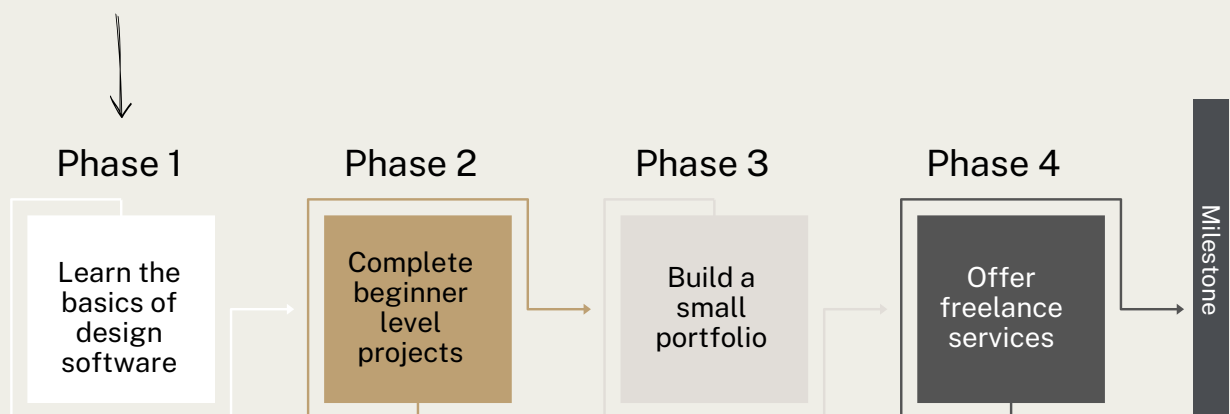 Phase 1
Phase 2
Phase 3
Phase 4
Learn the
basics of
design
software
Complete
beginner
level
projects
Build a
small
portfolio
Offer
freelance
services
Milestone